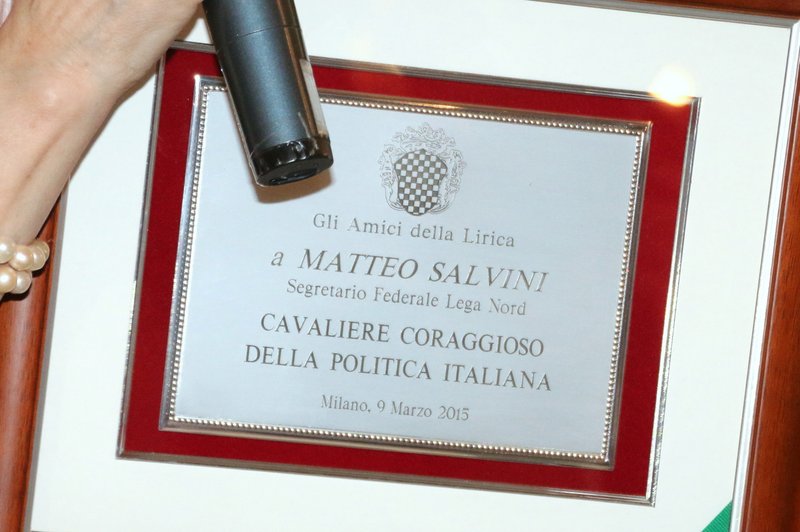 Gli Amici della Lirica
a MATTEO SALVINI
Segretario Federale Lega Nord
CAVALIERE CORAGGIOSO
DELLA POLITICA ITALIANA
Milano, 9 Marzo 2015